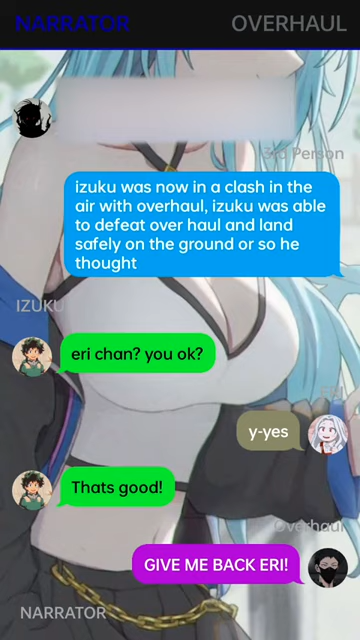 NARRATOR OVERHAUL
3rd Person
izuku was now in a clash in the
air with overhaul, izuku was able
to defeat over haul and land
safely on the ground or so he
thought
IZUKU
eri chan? you ok?
y-yes
Thats good!
Overhaul
GIVE ME BACK ERI!
NARRATOR